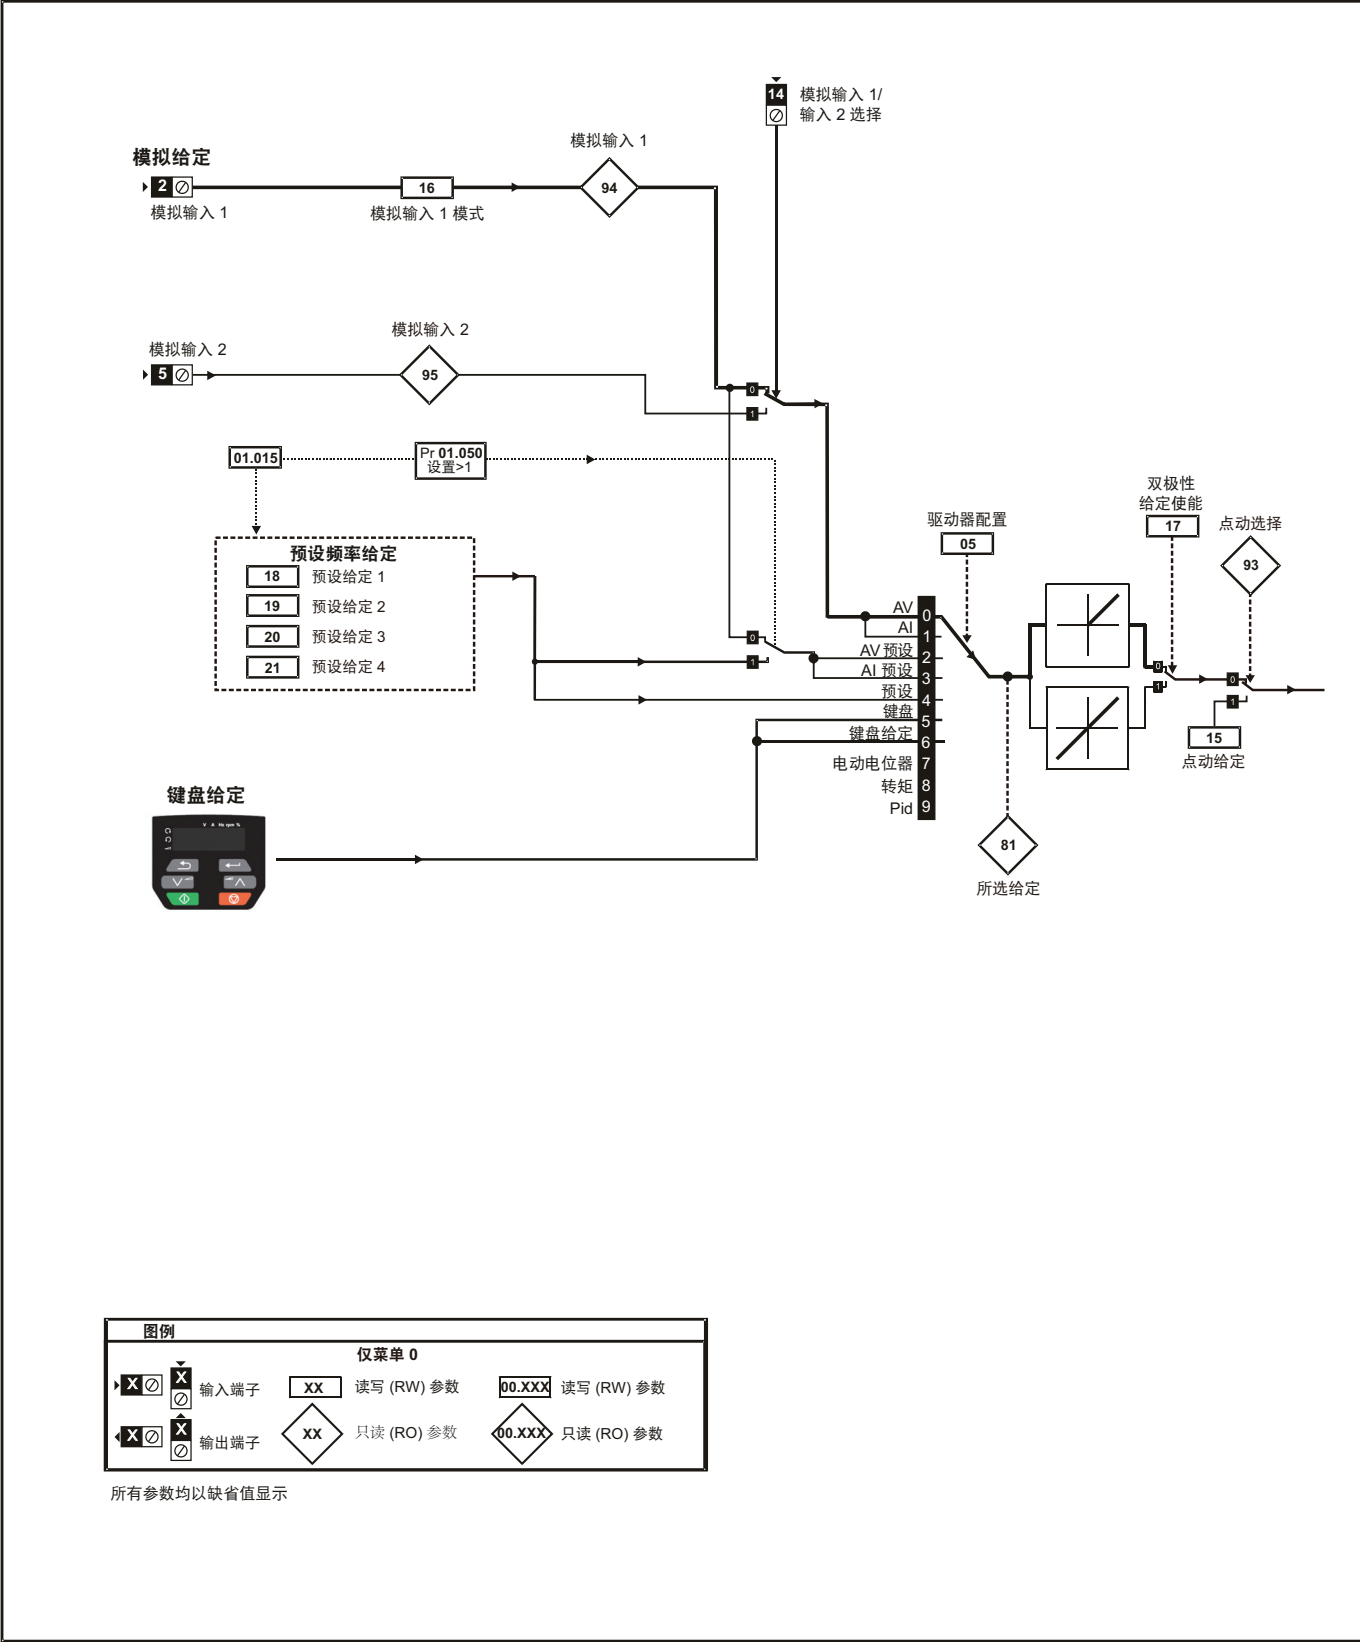 14
模拟输入 1/
输入 2 选择
模拟输入 1
模拟给定
2
16
94
模拟输入 1
模拟输入 1 模式
模拟输入 2
模拟输入 2
5
95
0
1
01.015
Pr 01.050
设置>1
预设频率给定
18 预设给定 1
19 预设给定 2
20 预设给定 3
21 预设给定 4
0
1
驱动器配置
05
双极性
给定使能
17
点动选择
93
AV 0
AI 1
AV 预设 2
AI 预设 3
预设 4
键盘 5
键盘给定 6
电动电位器 7
转矩 8
Pid 9
0
1
0
1
15
点动给定
81
所选给定
键盘给定
V A Hz rpm %
图例
仅菜单 0
X X 输入端子
XX 读写 (RW) 参数
00.XXX 读写 (RW) 参数
X X 输出端子
XX 只读 (RO) 参数
00.XXX 只读 (RO) 参数
所有参数均以缺省值显示